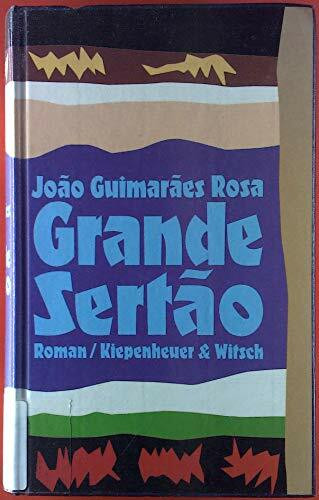 João Guimarães Rosa
Grande
Sertão
Roman / Kiepenheuer & Witsch